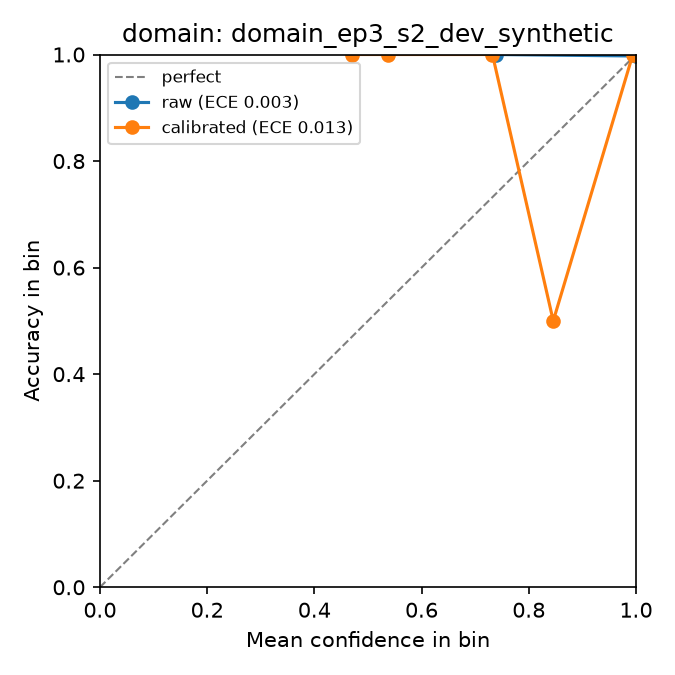 domain: domain_ep3_s2_dev_synthetic
1.0
perfect
raw (ECE 0.003)
calibrated (ECE 0.013)
0.8
0.6
0.4
0.2
0.0
Accuracy in bin
0.0 0.2 0.4 0.6 0.8 1.0
Mean confidence in bin